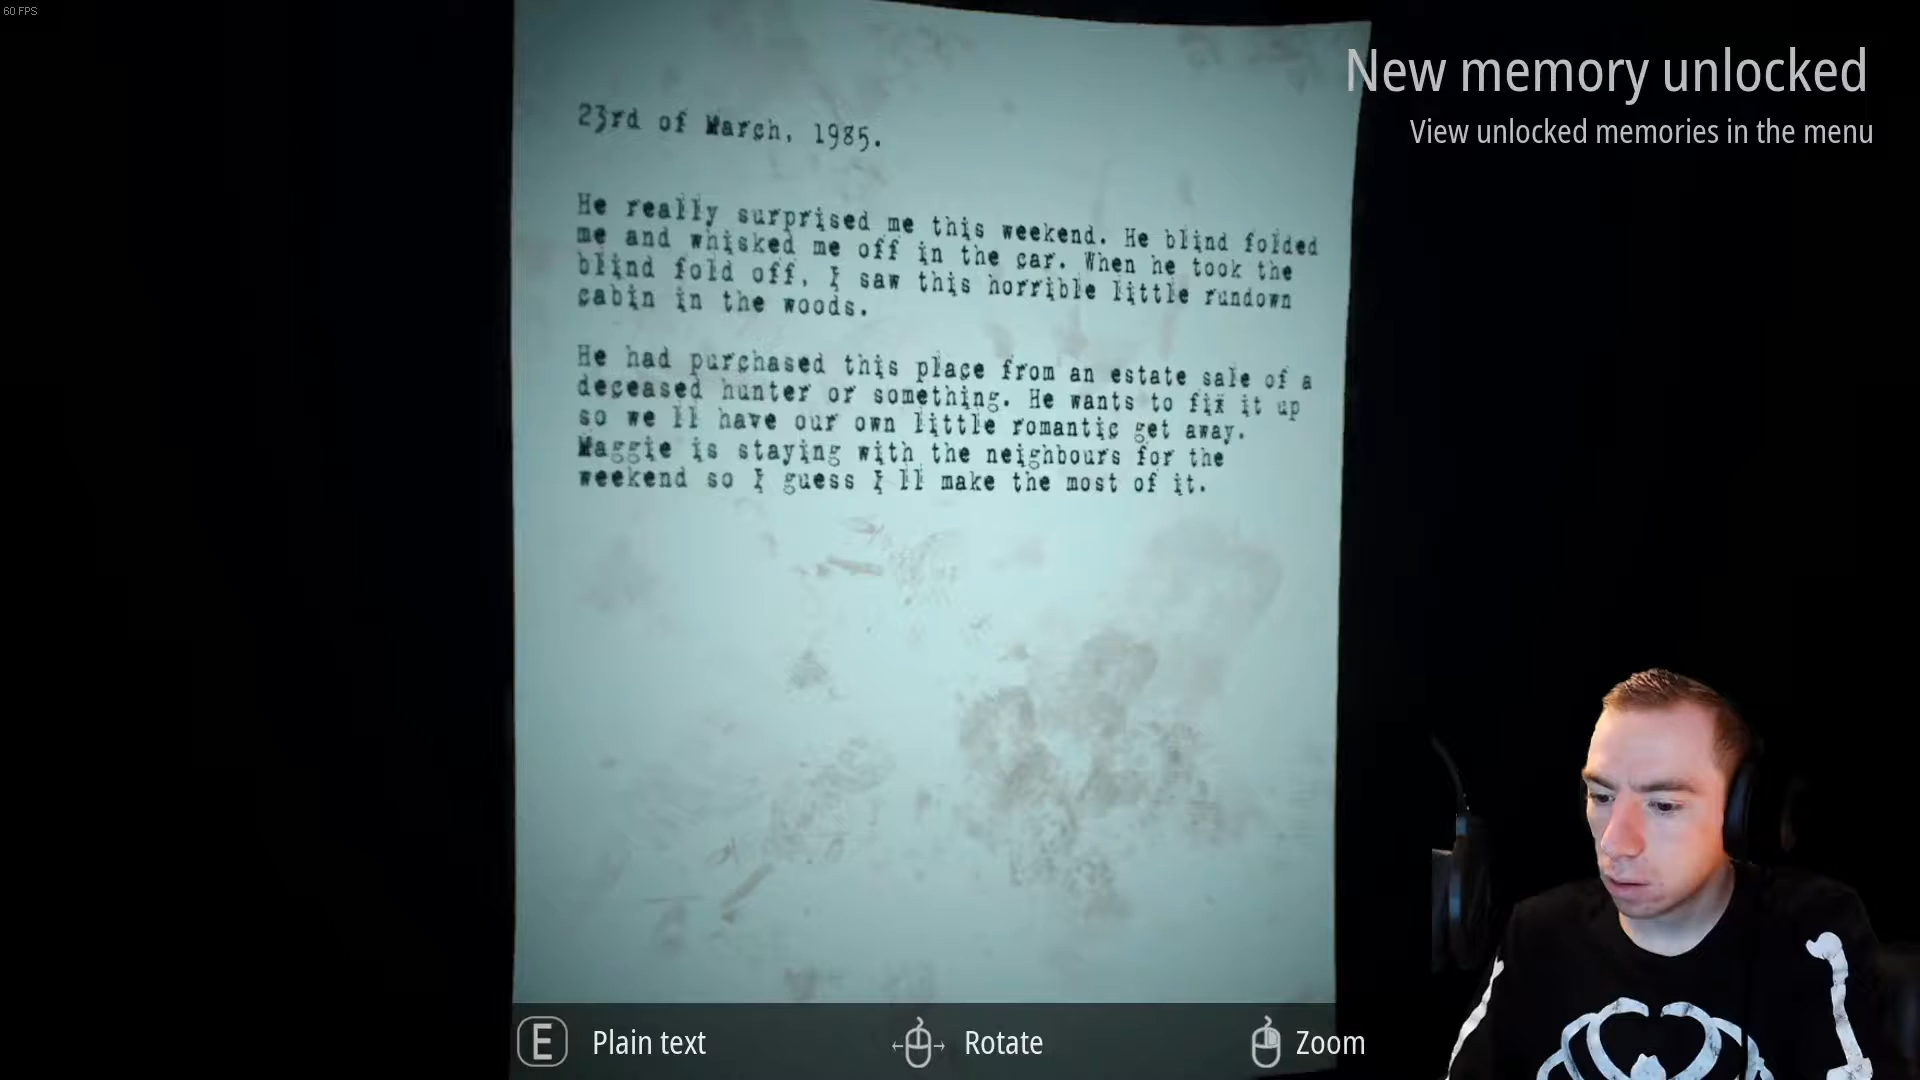 60 FPS
New memory unlocked
View unlocked memories in the menu
23rd of March, 1985.
He really surprised me this weekend. He blind folded
me and whisked me off in the car. When he took the
blind fold off, I saw this horrible little rundown
cabin in the woods.
He had purchased this place from an estate sale of a
deceased hunter or something. He wants to fix it up
so we ll have our own little romantic get away.
Maggie is staying with the neighbours for the
weekend so I guess I ll make the most of it.
E Plain text
Rotate
Zoom